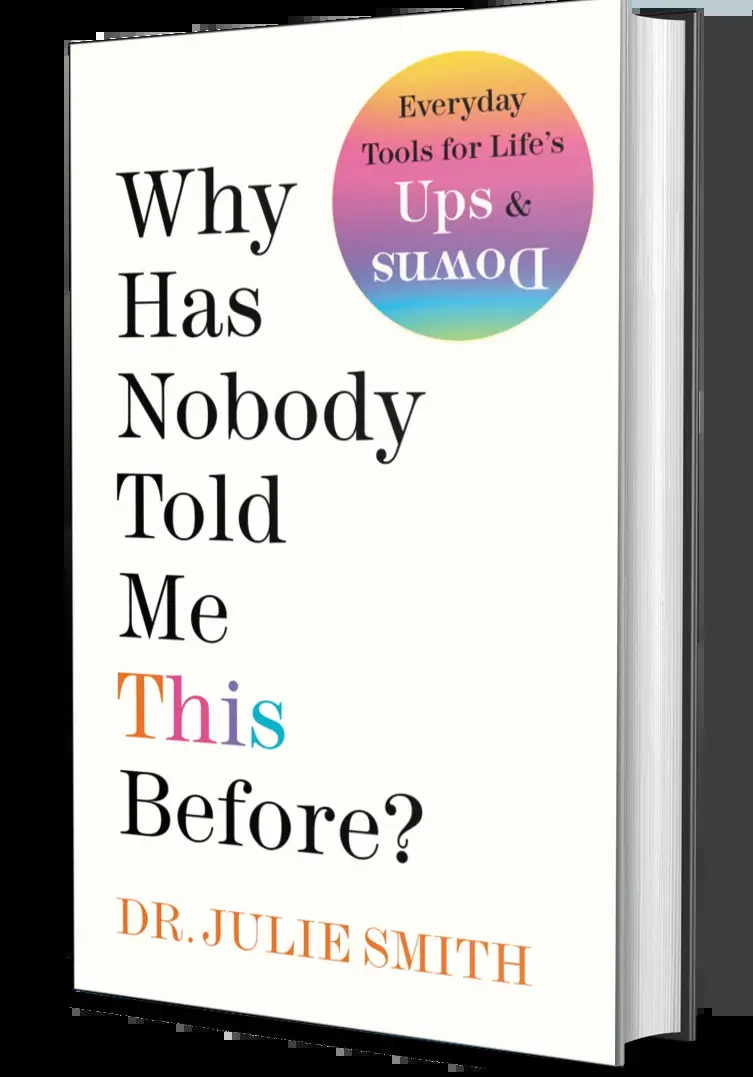 Everyday
Tools for Life's
Ups &
Downs
Why
Has
Nobody
Told
Me
This
Before?
DR. JULIE SMITH